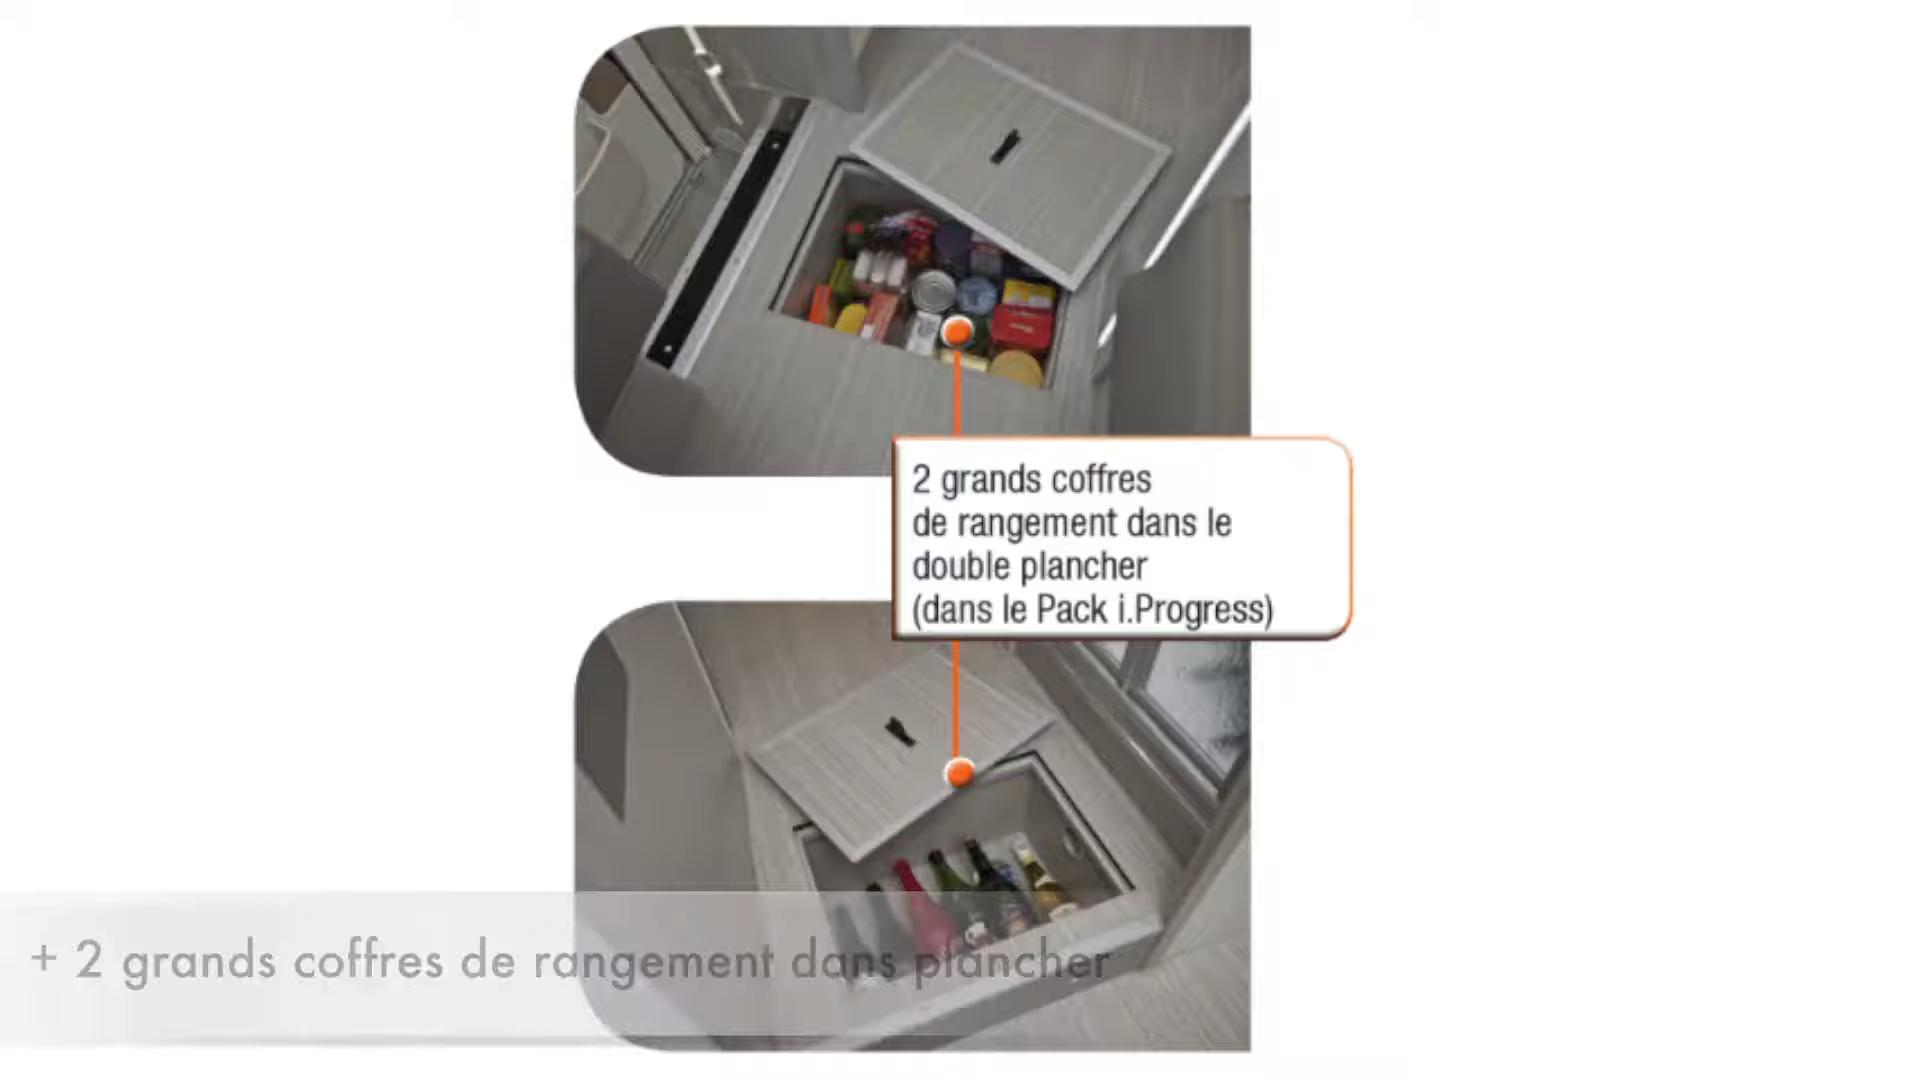 2 grands coffres
de rangement dans le
double plancher
(dans le Pack i.Progress)
+ 2 grands coffres de rangement dans plancher